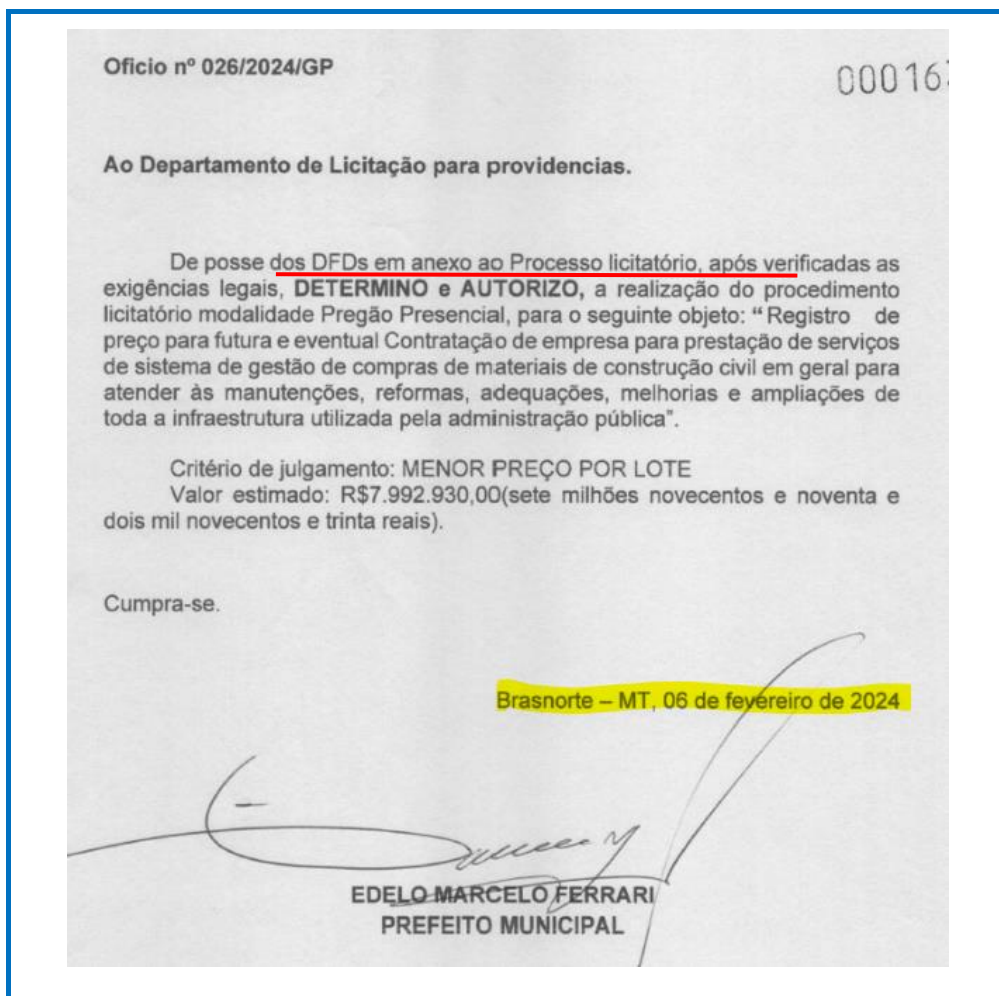 Oficio nº 026/2024/GP
00016
Ao Departamento de Licitação para providencias.
De posse dos DFDs em anexo ao Processo licitatório, após verificadas as
exigências legais, DETERMINO e AUTORIZO, a realização do procedimento
licitatório modalidade Pregão Presencial, para o seguinte objeto: “ Registro de
preço para futura e eventual Contratação de empresa para prestação de serviços
de sistema de gestão de compras de materiais de construção civil em geral para
atender às manutenções, reformas, adequações, melhorias e ampliações de
toda a infraestrutura utilizada pela administração pública”.
Critério de julgamento: MENOR PREÇO POR LOTE
Valor estimado: R$7.992.930,00(sete milhões novecentos e noventa e
dois mil novecentos e trinta reais).
Cumpra-se.
Brasnorte – MT, 06 de fevereiro de 2024
EDELO MARCELO FERRARI
PREFEITO MUNICIPAL